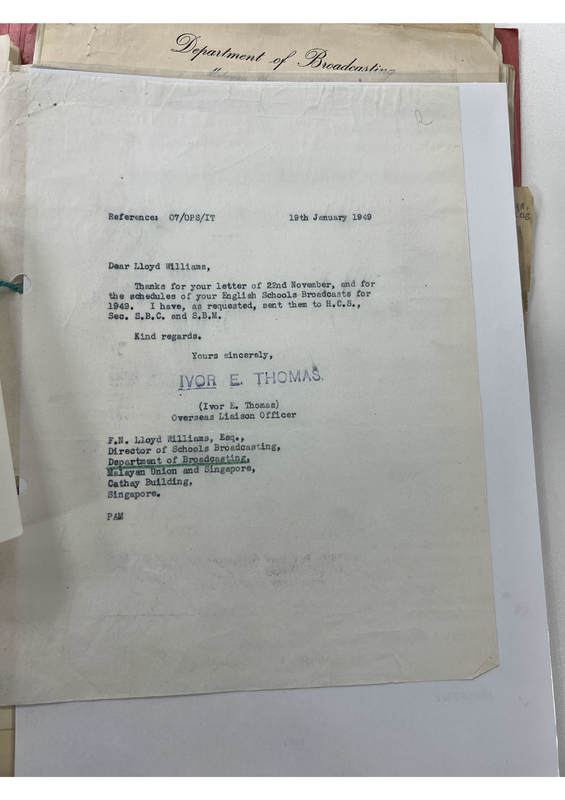 Department of Broadcasting
Reference: 07/OPS/IT 19th January 1949
Dear Lloyd Williams,
Thanks for your letter of 22nd November, and for
the schedules of your English Schools Broadcasts for
1949. I have, as requested, sent them to H.C.S.,
Sec. S.B.C. and S.B.M.
Kind regards.
Yours sincerely,
IVOR E. THOMAS.
(Ivor E. Thomas)
Overseas Liaison Officer
F.N. Lloyd Williams, Esq.,
Director of Schools Broadcasting,
Department of Broadcasting,
Malayan Union and Singapore,
Cathay Building,
Singapore.
PAM